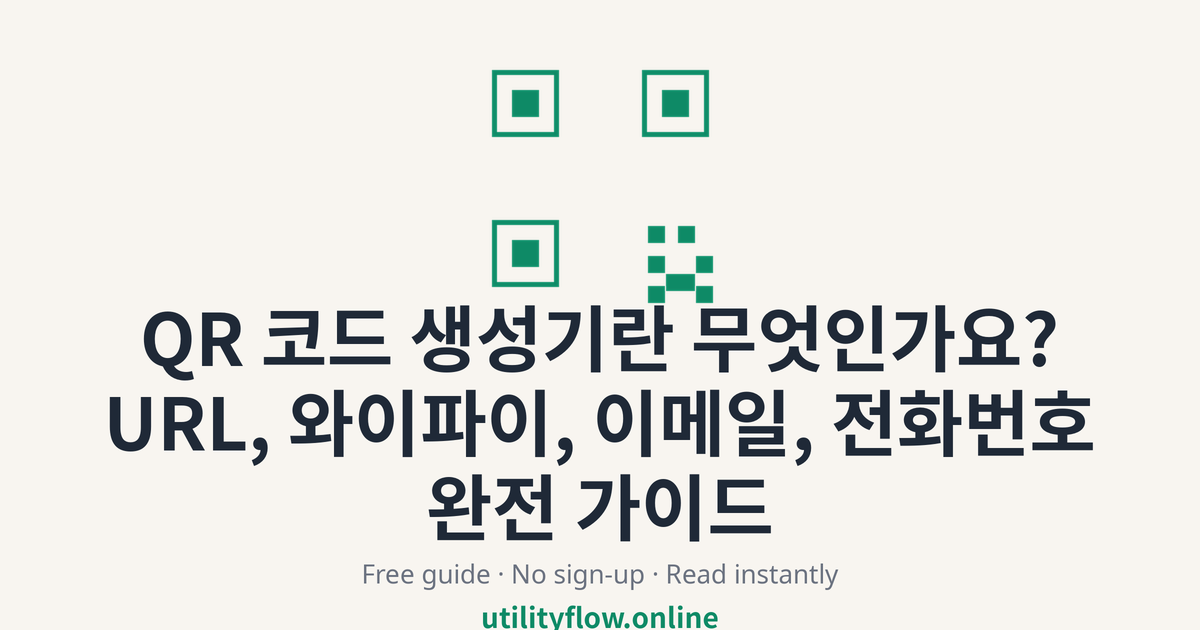 QR 코드 생성기란 무엇인가요?
URL, 와이파이, 이메일, 전화번호
완전 가이드
Free guide · No sign-up · Read instantly
utilityflow.online